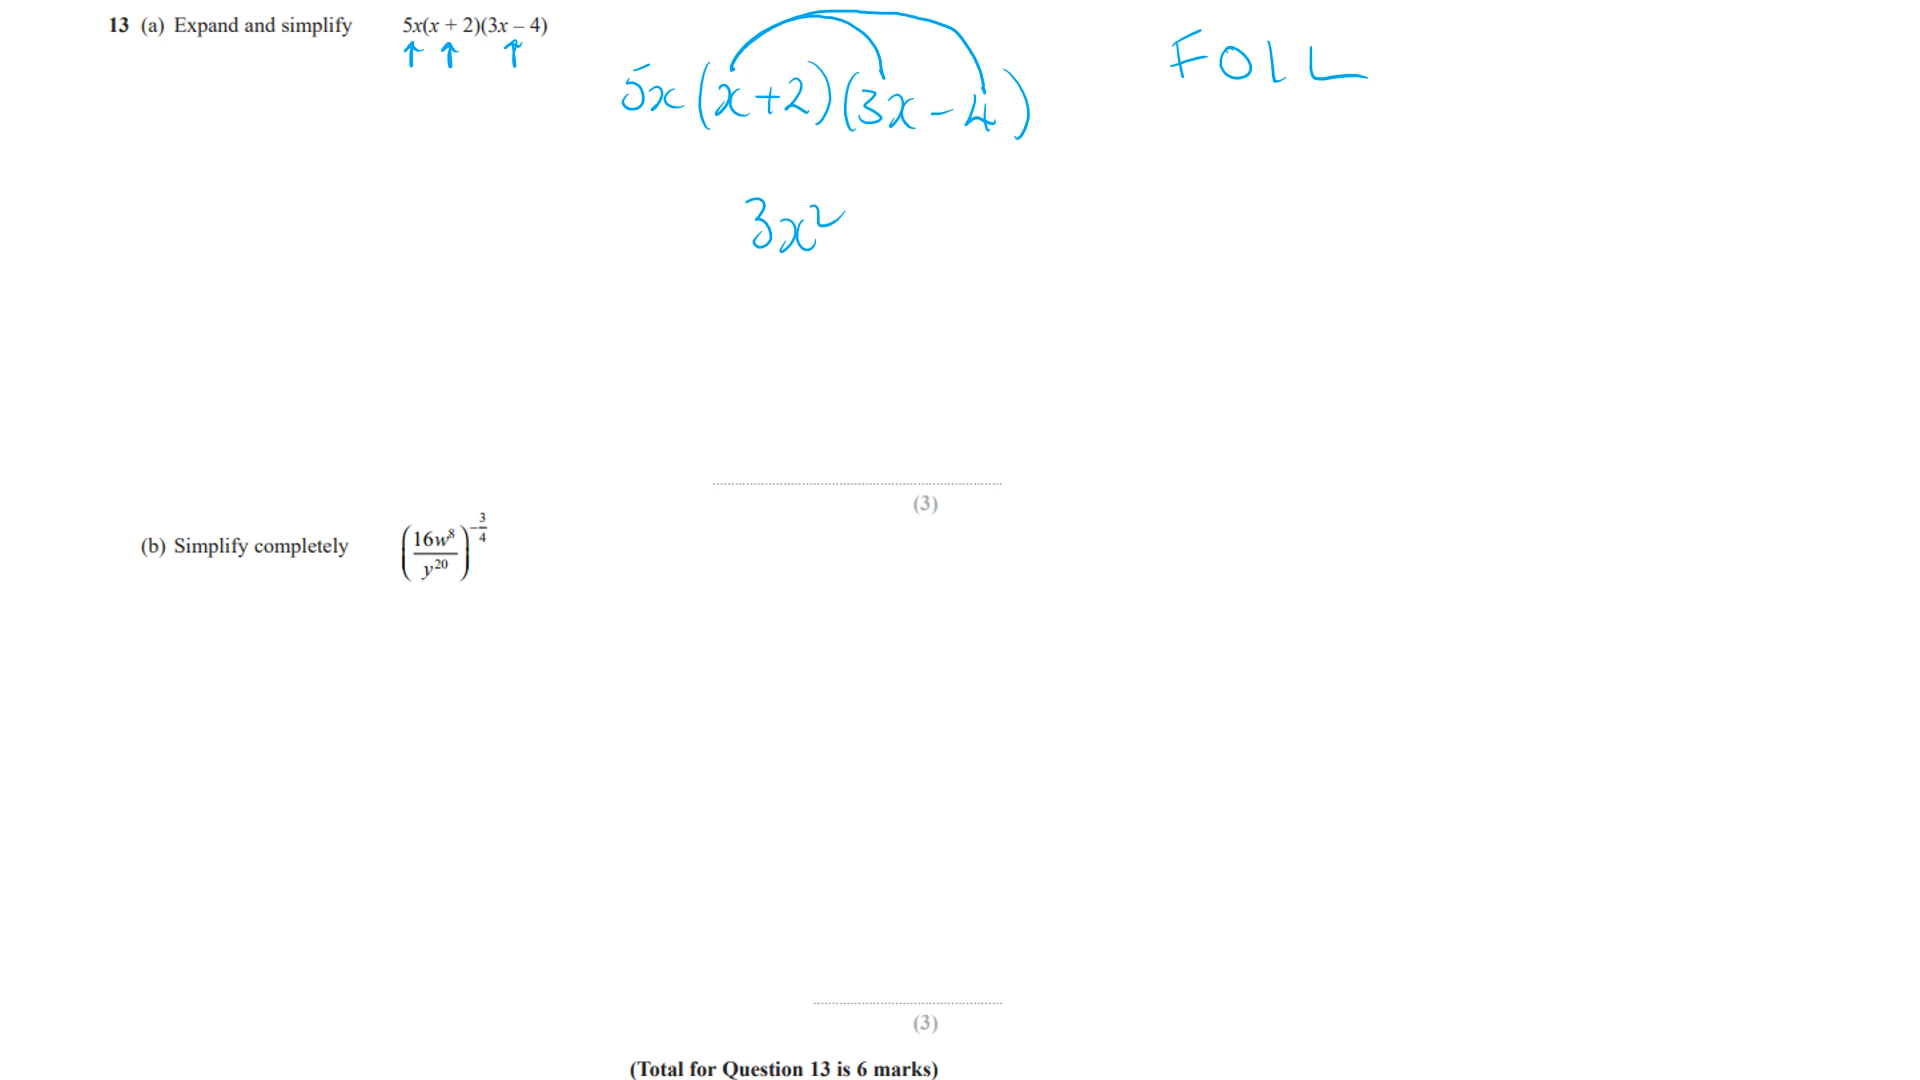 13 (a) Expand and simplify 5x(x + 2)(3x – 4)
↑ ↑ ↑
5x(x+2)(3x-4)
FOIL
3x²
(3)
(b) Simplify completely (16w⁸/y²⁰)^(-3/4)
(3)
(Total for Question 13 is 6 marks)